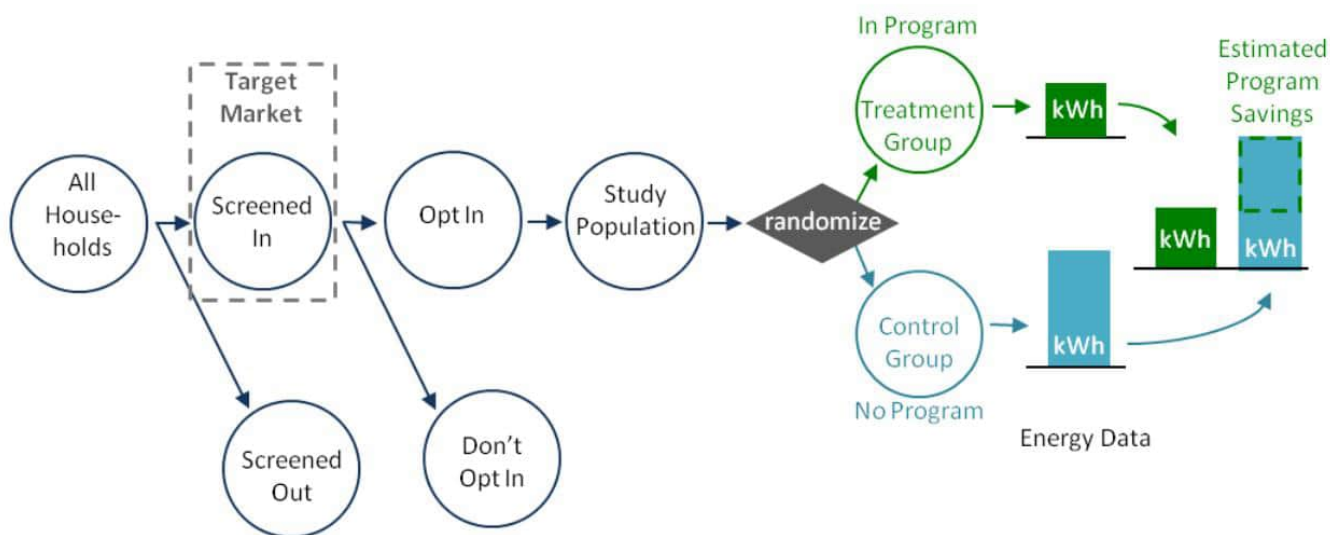 In Program
Estimated
Program
Savings
Target
Market
Treatment
Group
kWh
All
House-
holds
Screened
In
Opt In
Study
Population
randomize
kWh
kWh
Control
Group
kWh
No Program
Energy Data
Screened
Out
Don't
Opt In